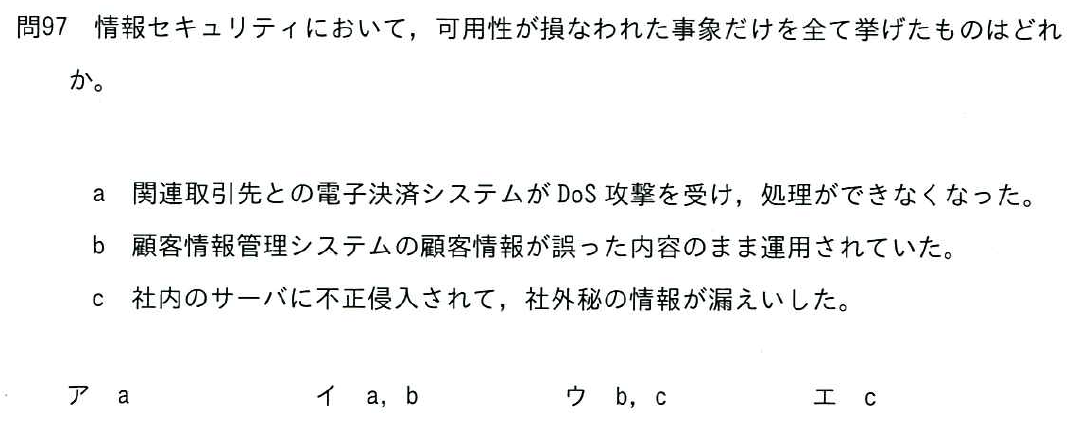 問97 情報セキュリティにおいて，可用性が損なわれた事象だけを全て挙げたものはどれ
か。
a 関連取引先との電子決済システムが DoS 攻撃を受け，処理ができなくなった。
b 顧客情報管理システムの顧客情報が誤った内容のまま運用されていた。
c 社内のサーバに不正侵入されて，社外秘の情報が漏えいした。
ア a イ a, b ウ b, c エ c